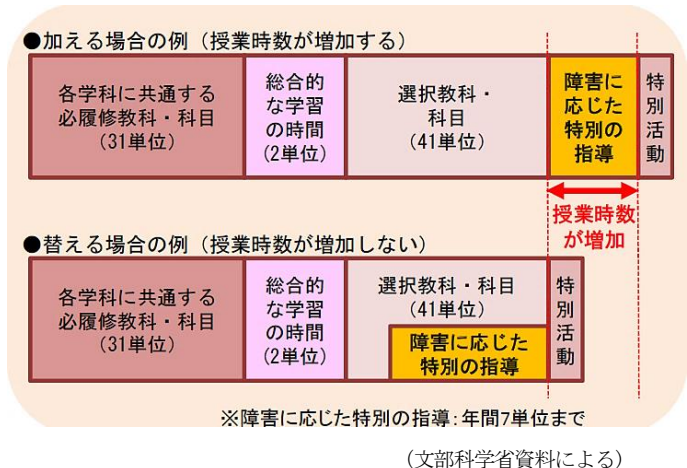 ●加える場合の例（授業時数が増加する）
各学科に共通する
必履修教科・科目
（31単位）
総合的
な学習
の時間
（2単位）
選択教科・
科目
（41単位）
障害に
応じた
特別の
指導
特
別
活
動
授業時数
が増加
●替える場合の例（授業時数が増加しない）
各学科に共通する
必履修教科・科目
（31単位）
総合的
な学習
の時間
（2単位）
選択教科・科目
（41単位）
障害に応じた
特別の指導
特
別
活
動
※障害に応じた特別の指導：年間7単位まで
（文部科学省資料による）